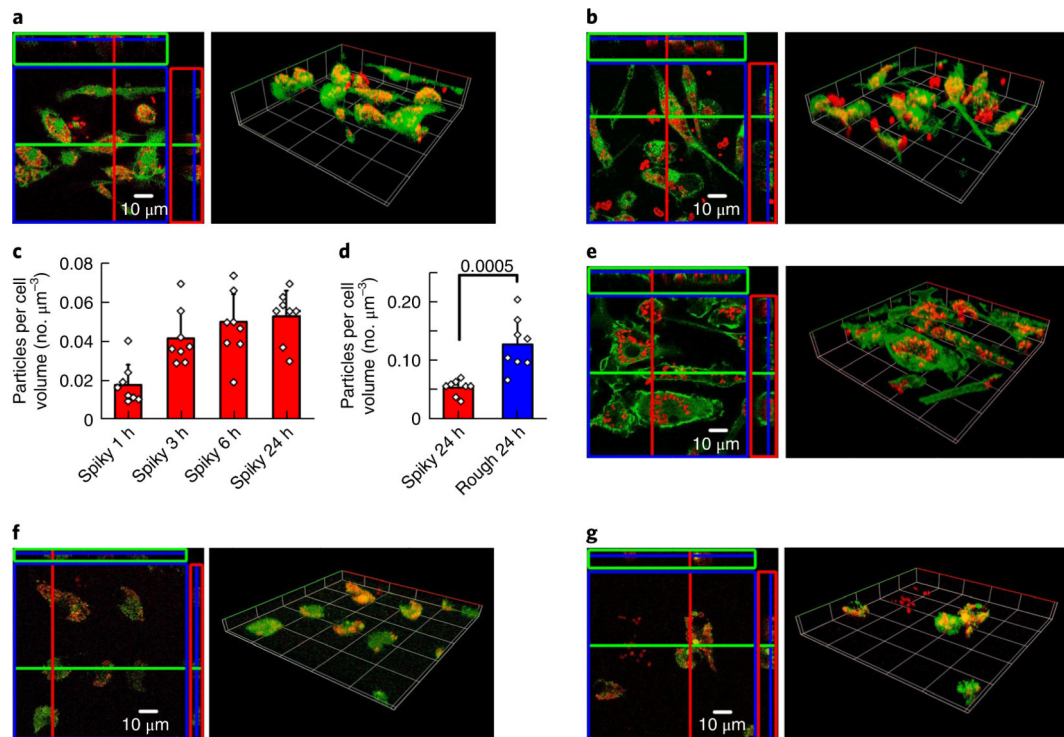 a
b
10 μm
10 μm
c
d
e
Particles per cell
volume (no. μm⁻³)
0.08
0.06
0.04
0.02
0
Spiky 1 h
Spiky 3 h
Spiky 6 h
Spiky 24 h
Particles per cell
volume (no. μm⁻³)
0.0005
0.20
0.10
0
Spiky 24 h
Rough 24 h
10 μm
f
g
10 μm
10 μm